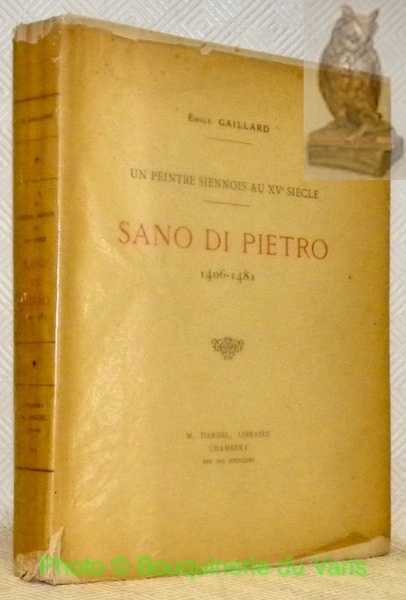 ÉMILE GAILLARD
UN PEINTRE SIENNOIS AU XVe SIÈCLE
SANO DI PIETRO
1406-1481
M. DARDEL, LIBRAIRE
CHAMBÉRY
SANO
Photo © Bouquinerie du Varis